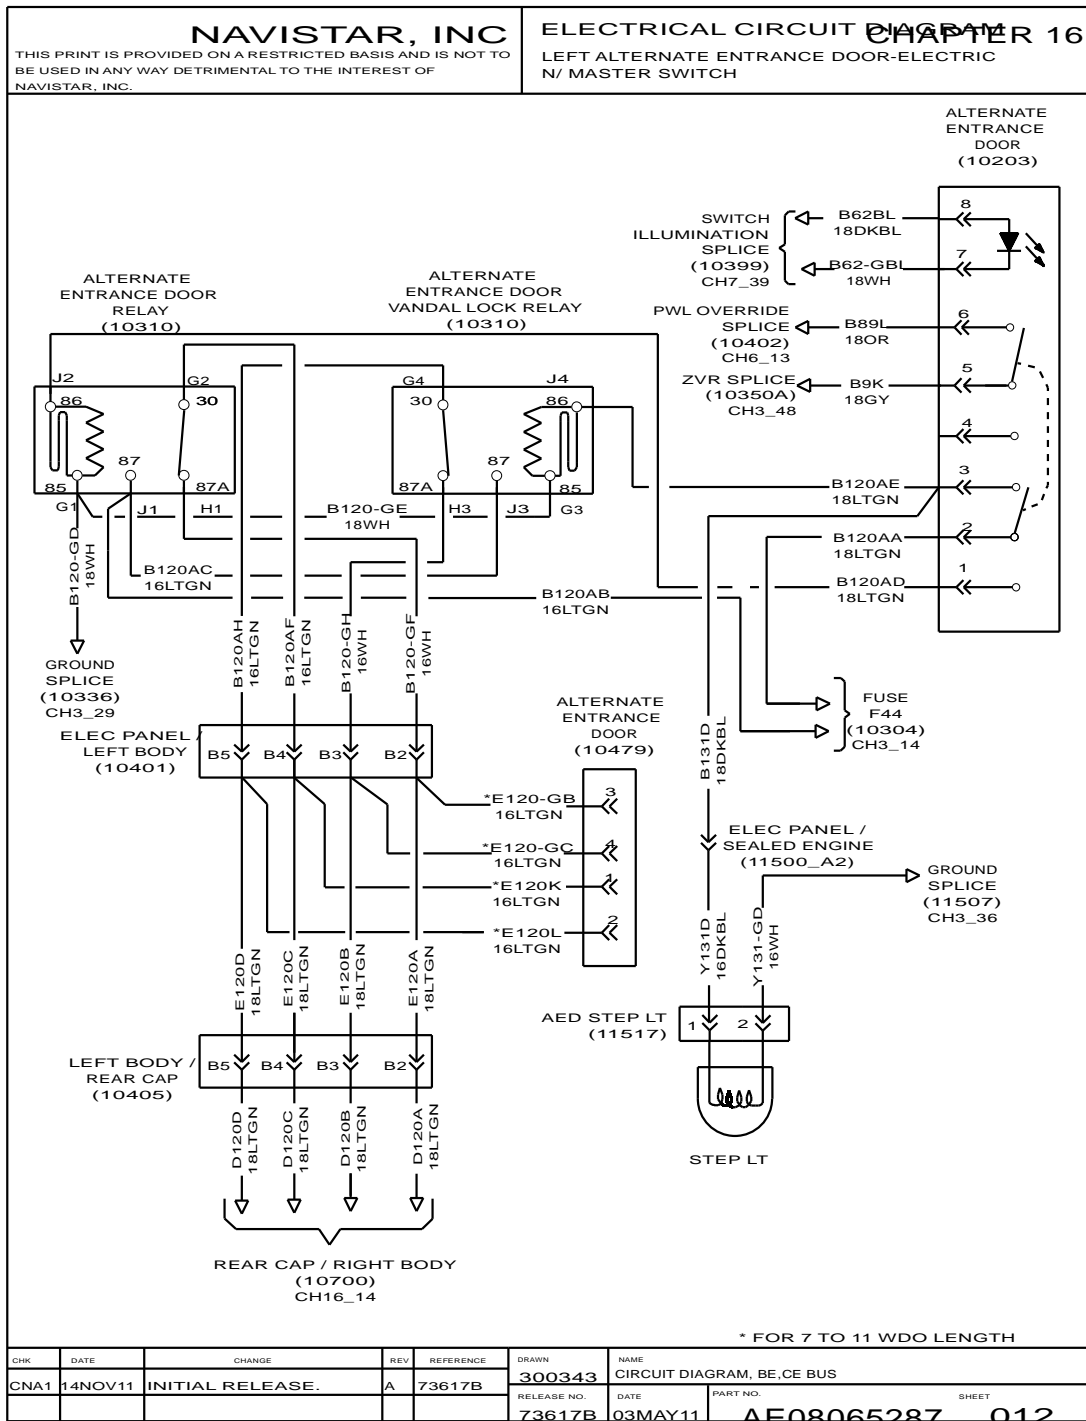 NAVISTAR, INC
THIS PRINT IS PROVIDED ON A RESTRICTED BASIS AND IS NOT TO
BE USED IN ANY WAY DETRIMENTAL TO THE INTEREST OF
NAVISTAR, INC.
ELECTRICAL CIRCUIT DIAGRAM
CHAPTER 16
LEFT ALTERNATE ENTRANCE DOOR-ELECTRIC
N/ MASTER SWITCH
ALTERNATE
ENTRANCE
DOOR
(10203)
8
7
6
5
4
3
2
1
SWITCH
ILLUMINATION
SPLICE
(10399)
CH7_39
B62BL
18DKBL
B62-GBL
18WH
PWL OVERRIDE
SPLICE
(10402)
CH6_13
B89L
18OR
ZVR SPLICE
(10350A)
CH3_48
B9K
18GY
B120AE
18LTGN
B120AA
18LTGN
B120AD
18LTGN
ALTERNATE
ENTRANCE DOOR
RELAY
(10310)
ALTERNATE
ENTRANCE DOOR
VANDAL LOCK RELAY
(10310)
J2
G2
86
30
87
85
87A
G1
J1
H1
G4
J4
30
86
87
87A
85
H3
J3
G3
B120-GE
18WH
B120-GD
18WH
B120AC
16LTGN
B120AB
16LTGN
GROUND
SPLICE
(10336)
CH3_29
B120AH
16LTGN
B120AF
16LTGN
B120-GH
16WH
B120-GF
16WH
ELEC PANEL /
LEFT BODY
(10401)
B5
B4
B3
B2
ALTERNATE
ENTRANCE
DOOR
(10479)
*E120-GB
16LTGN
3
*E120-GC
16LTGN
4
*E120K
16LTGN
1
*E120L
16LTGN
2
FUSE
F44
(10304)
CH3_14
B131D
18DKBL
ELEC PANEL /
SEALED ENGINE
(11500_A2)
GROUND
SPLICE
(11507)
CH3_36
Y131D
16DKBL
Y131-GD
16WH
AED STEP LT
(11517)
1
2
STEP LT
E120D
18LTGN
E120C
18LTGN
E120B
18LTGN
E120A
18LTGN
LEFT BODY /
REAR CAP
(10405)
B5
B4
B3
B2
D120D
18LTGN
D120C
18LTGN
D120B
18LTGN
D120A
18LTGN
REAR CAP / RIGHT BODY
(10700)
CH16_14
* FOR 7 TO 11 WDO LENGTH
CHK DATE CHANGE REV REFERENCE
CNA1 14NOV11 INITIAL RELEASE. A 73617B
DRAWN
300343
NAME
CIRCUIT DIAGRAM, BE,CE BUS
RELEASE NO.
73617B
DATE
03MAY11
PART NO.
AE08065287
SHEET
012